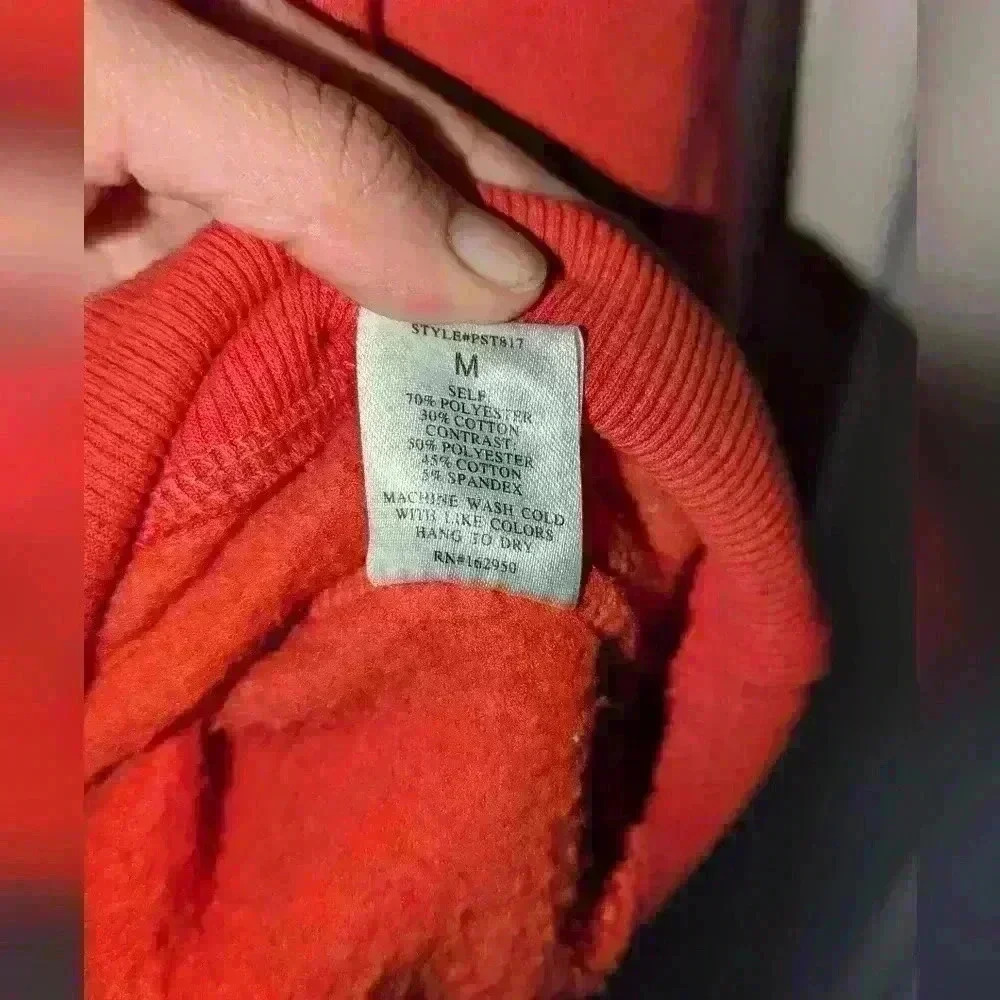 STYLE#PST817
M
SELF:
70% POLYESTER
30% COTTON
CONTRAST:
50% POLYESTER
45% COTTON
5% SPANDEX
MACHINE WASH COLD
WITH LIKE COLORS
HANG TO DRY
RN#162950